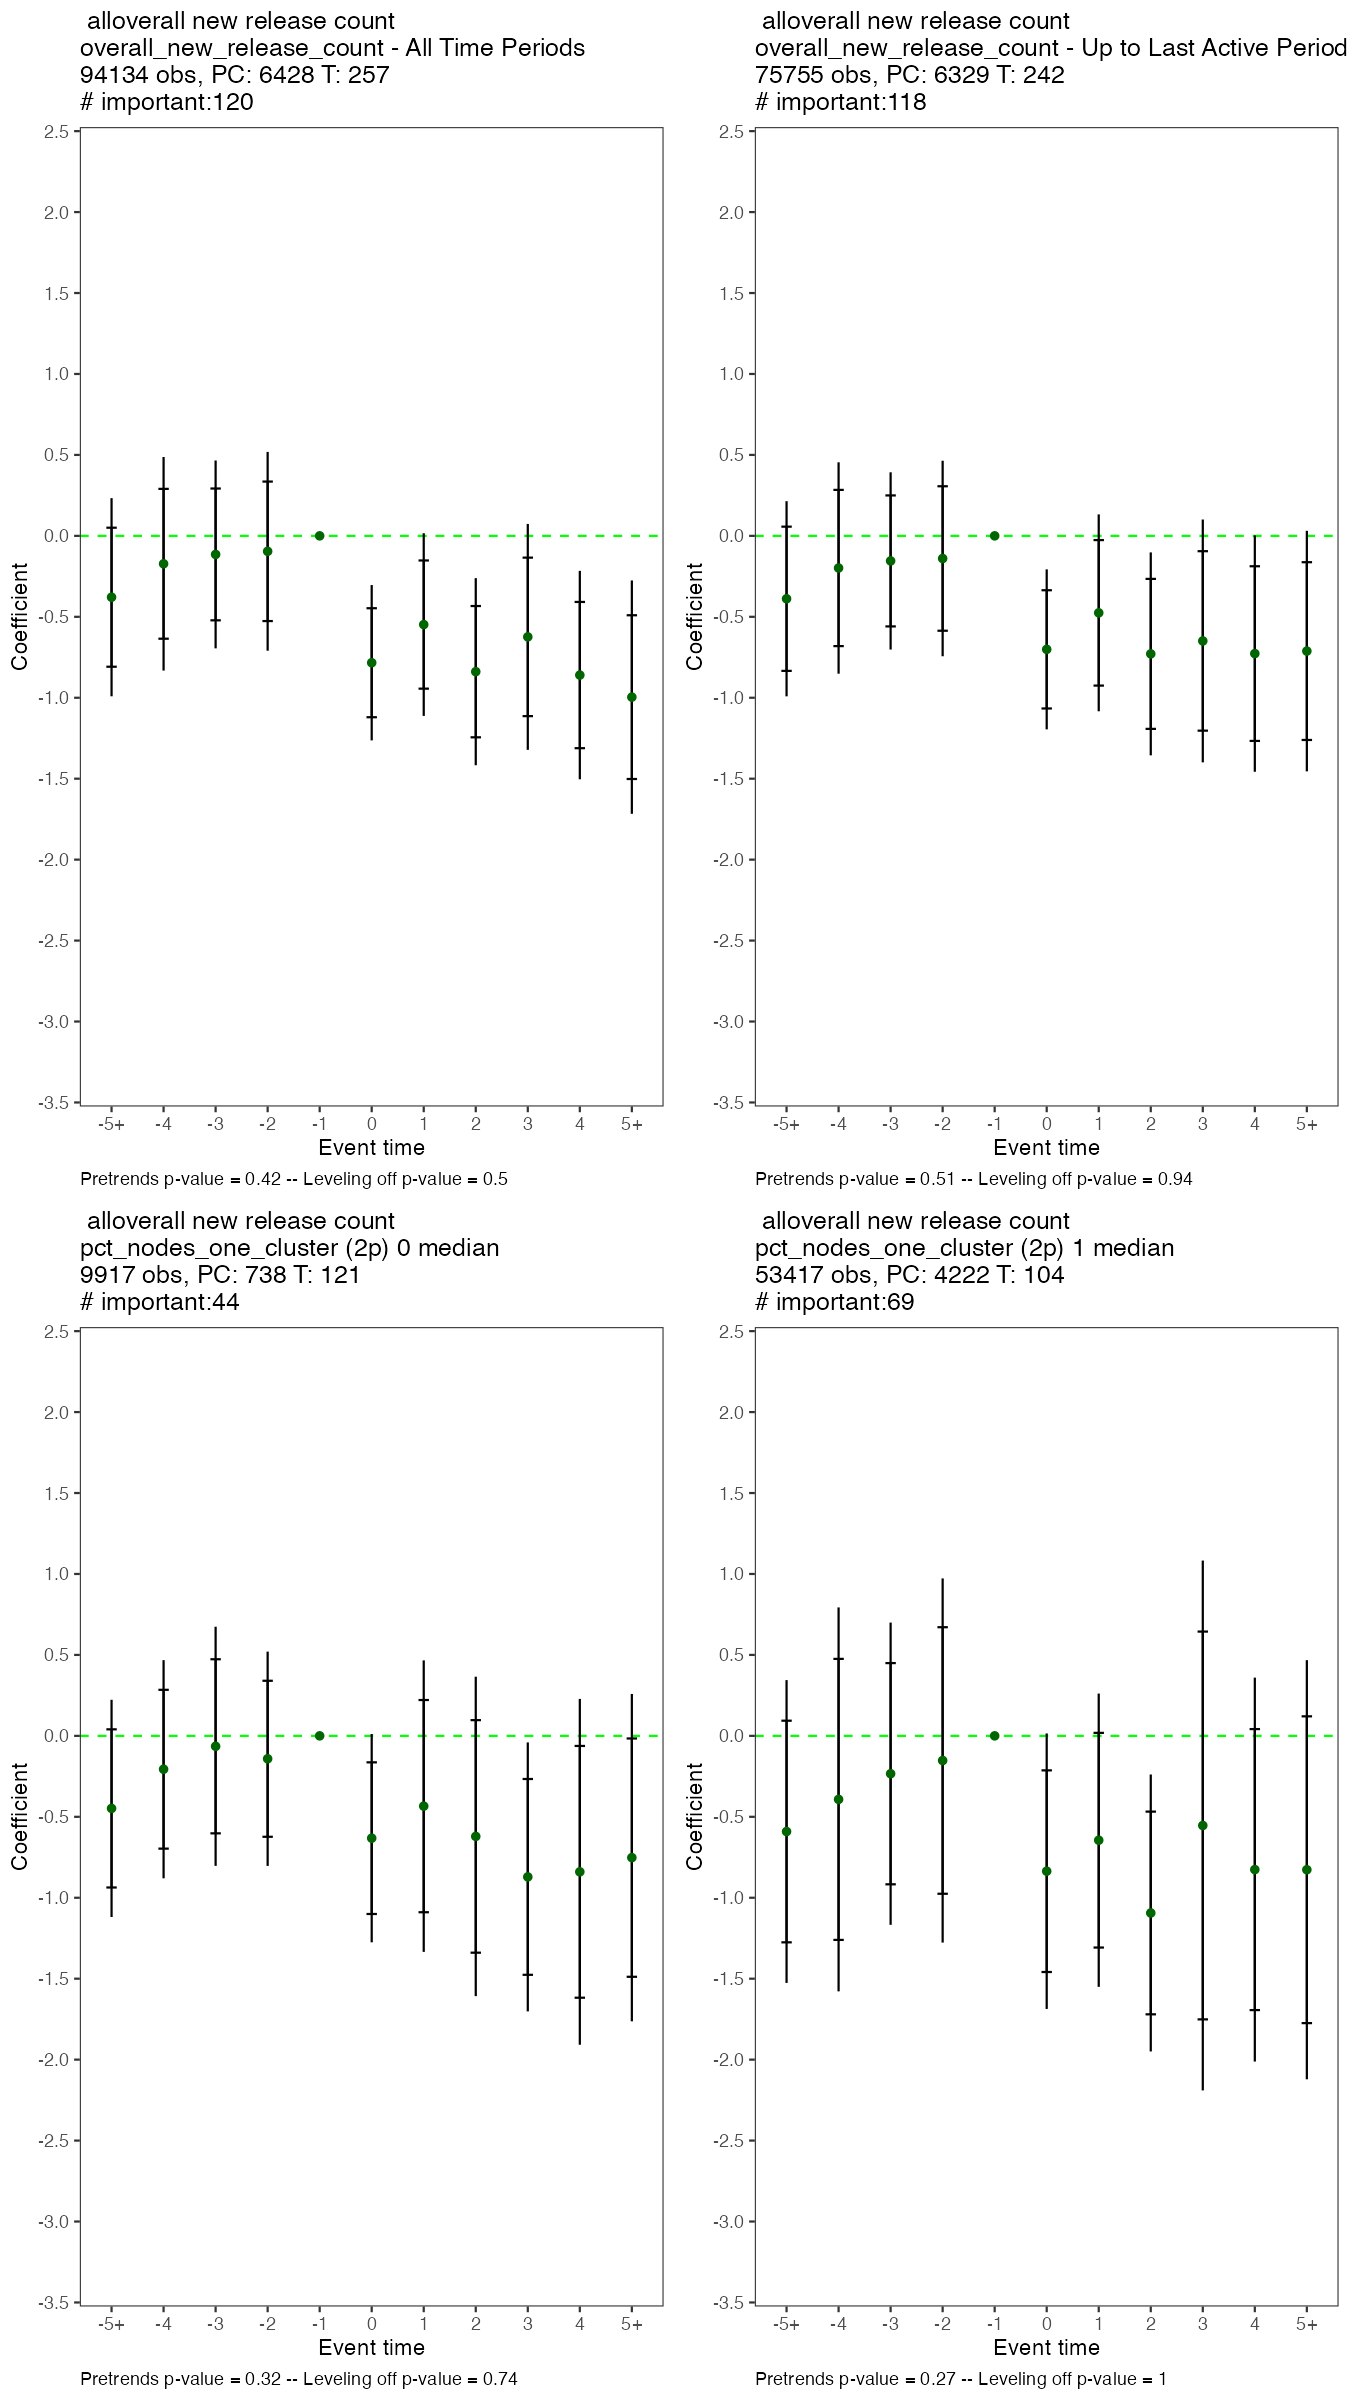 alloverall new release count
overall_new_release_count - All Time Periods
94134 obs, PC: 6428 T: 257
# important:120
2.5
2.0
1.5
1.0
0.5
0.0
-0.5
-1.0
-1.5
-2.0
-2.5
-3.0
-3.5
Coefficient
-5+ -4 -3 -2 -1 0 1 2 3 4 5+
Event time
Pretrends p-value = 0.42 -- Leveling off p-value = 0.5
alloverall new release count
overall_new_release_count - Up to Last Active Period
75755 obs, PC: 6329 T: 242
# important:118
2.5
2.0
1.5
1.0
0.5
0.0
-0.5
-1.0
-1.5
-2.0
-2.5
-3.0
-3.5
Coefficient
-5+ -4 -3 -2 -1 0 1 2 3 4 5+
Event time
Pretrends p-value = 0.51 -- Leveling off p-value = 0.94
alloverall new release count
pct_nodes_one_cluster (2p) 0 median
9917 obs, PC: 738 T: 121
# important:44
2.5
2.0
1.5
1.0
0.5
0.0
-0.5
-1.0
-1.5
-2.0
-2.5
-3.0
-3.5
Coefficient
-5+ -4 -3 -2 -1 0 1 2 3 4 5+
Event time
Pretrends p-value = 0.32 -- Leveling off p-value = 0.74
alloverall new release count
pct_nodes_one_cluster (2p) 1 median
53417 obs, PC: 4222 T: 104
# important:69
2.5
2.0
1.5
1.0
0.5
0.0
-0.5
-1.0
-1.5
-2.0
-2.5
-3.0
-3.5
Coefficient
-5+ -4 -3 -2 -1 0 1 2 3 4 5+
Event time
Pretrends p-value = 0.27 -- Leveling off p-value = 1